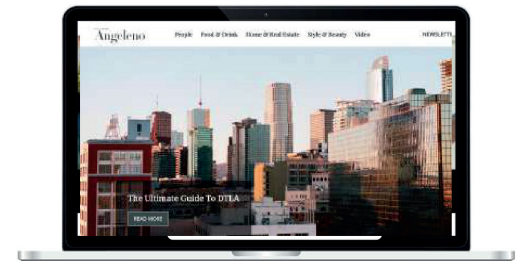 Angeleno
People Food & Drink Home & Real Estate Style & Beauty Video NEWSLETT
The Ultimate Guide To DTLA
READ MORE